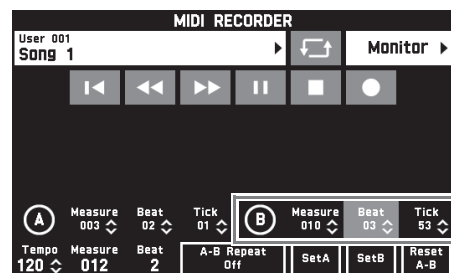 MIDI RECORDER
User 001
Song 1
Monitor
A Measure 003 Beat 02 Tick 01 B Measure 010 Beat 03 Tick 53
Tempo 120 Measure 012 Beat 2 A-B Repeat Off SetA SetB Reset A-B